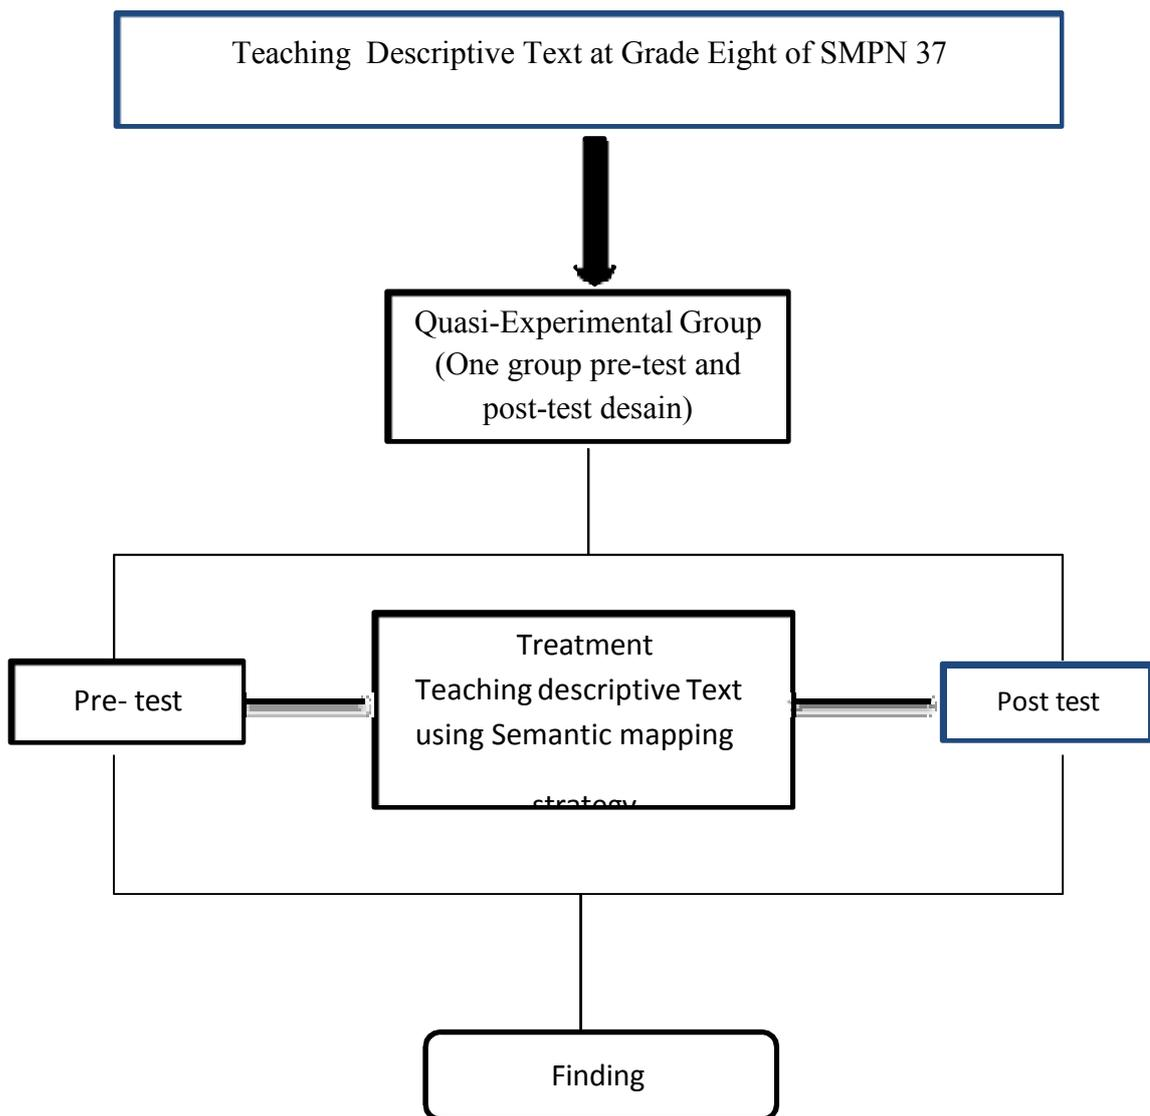 Teaching Descriptive Text at Grade Eight of SMPN 37
Quasi-Experimental Group
(One group pre-test and
post-test desain)
Treatment
Teaching descriptive Text
using Semantic mapping
strategy
Pre- test
Post test
Finding